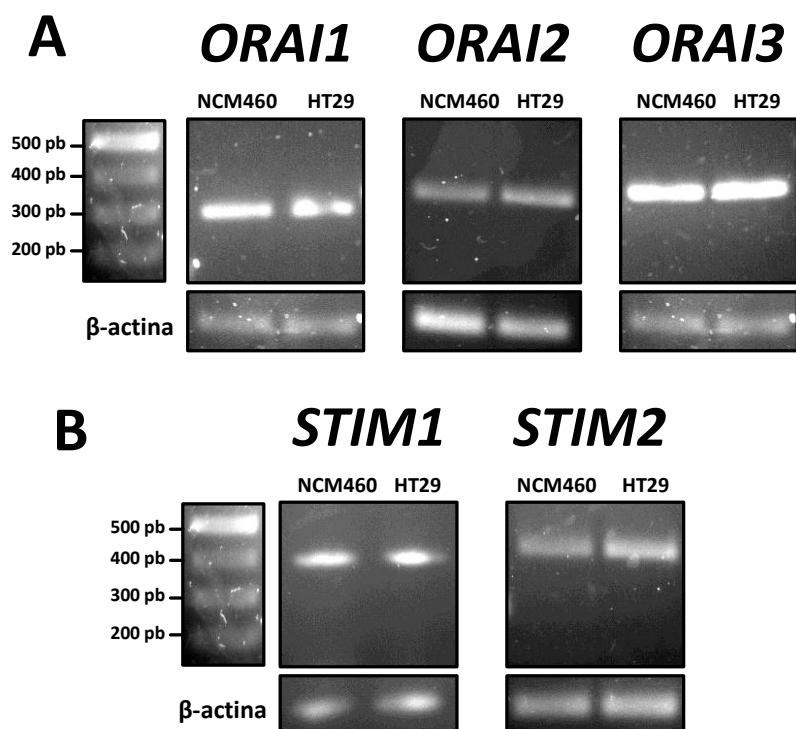 A
ORAI1 ORAI2 ORAI3
NCM460 HT29 NCM460 HT29 NCM460 HT29
500 pb
400 pb
300 pb
200 pb
β-actina
B
STIM1 STIM2
NCM460 HT29 NCM460 HT29
500 pb
400 pb
300 pb
200 pb
β-actina